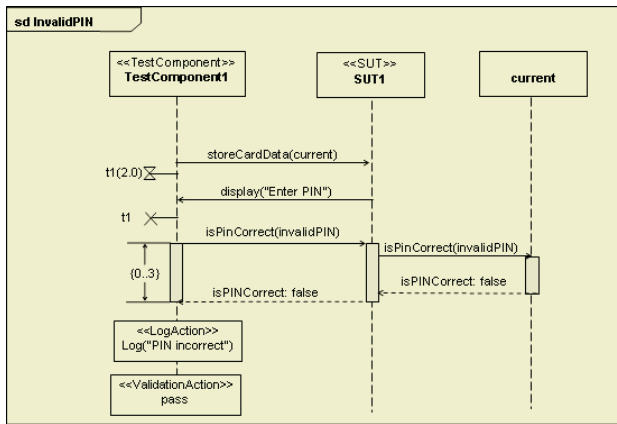 sd InvalidPIN
<<TestComponent>>
TestComponent1
<<SUT>>
SUT1
current
storeCardData(current)
t1(2.0)
display("Enter PIN")
t1
isPinCorrect(invalidPIN)
isPinCorrect(invalidPIN)
{0..3}
isPINCorrect: false
isPINCorrect: false
<<LogAction>>
Log("PIN incorrect")
<<ValidationAction>>
pass